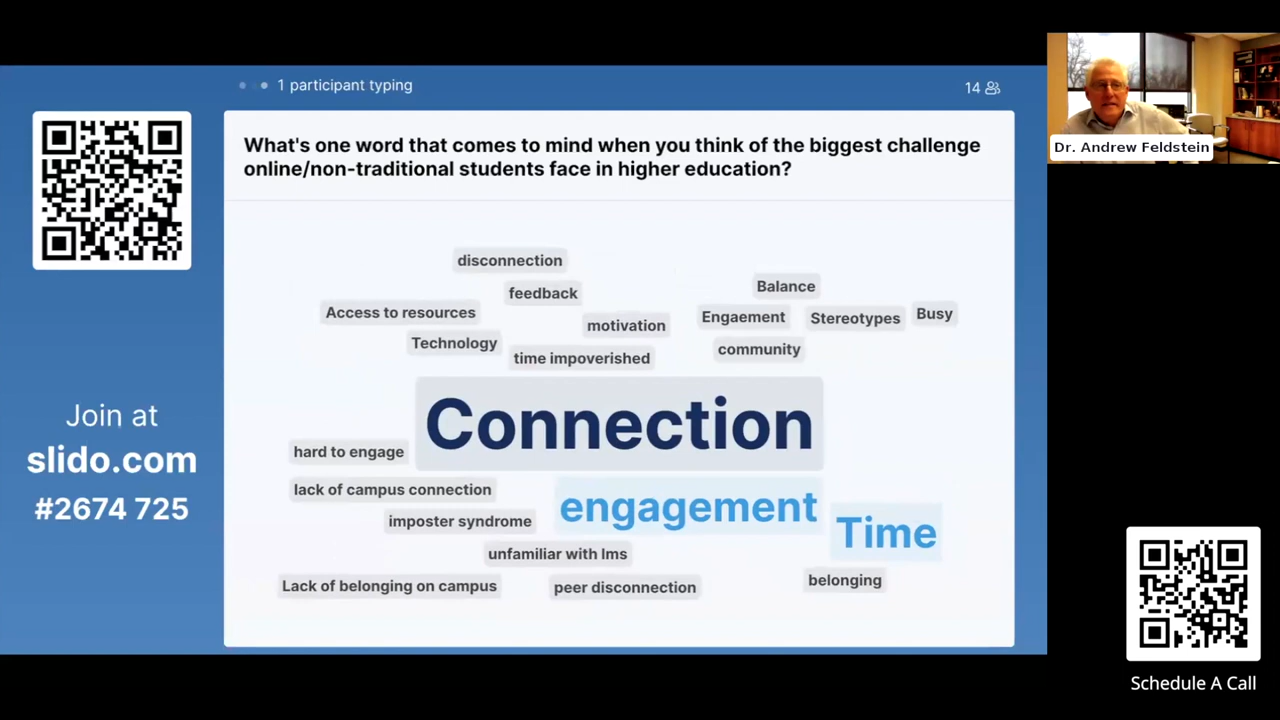 1 participant typing
14
Dr. Andrew Feldstein
What's one word that comes to mind when you think of the biggest challenge
online/non-traditional students face in higher education?
disconnection
feedback
Balance
Access to resources
motivation
Engaement
Stereotypes
Busy
Technology
time impoverished
community
Connection
hard to engage
lack of campus connection
engagement
Time
imposter syndrome
unfamiliar with lms
Lack of belonging on campus
peer disconnection
belonging
Join at
slido.com
#2674 725
Schedule A Call